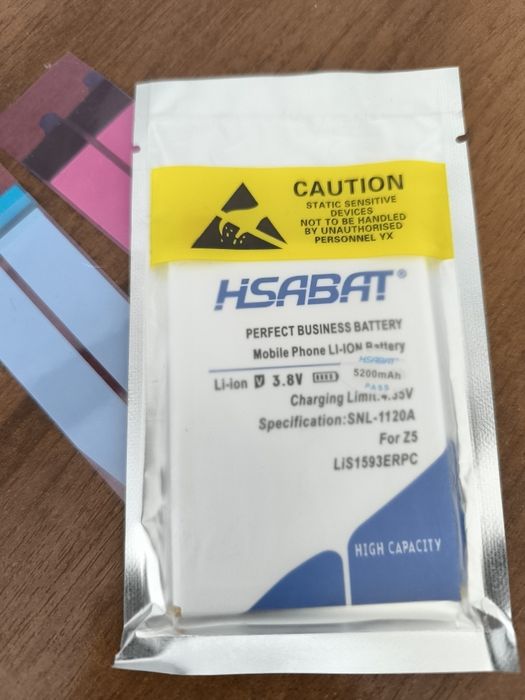 CAUTION
STATIC SENSITIVE
DEVICES
NOT TO BE HANDLED
BY UNAUTHORISED
PERSONNEL YX
HSABAT®
PERFECT BUSINESS BATTERY
Mobile Phone LI-ION Battery
HSABAT®
Li-ion V 3.8V 5200mAh
PASS
Charging Limit:4.35V
Specification:SNL-1120A
For Z5
LiS1593ERPC
HIGH CAPACITY